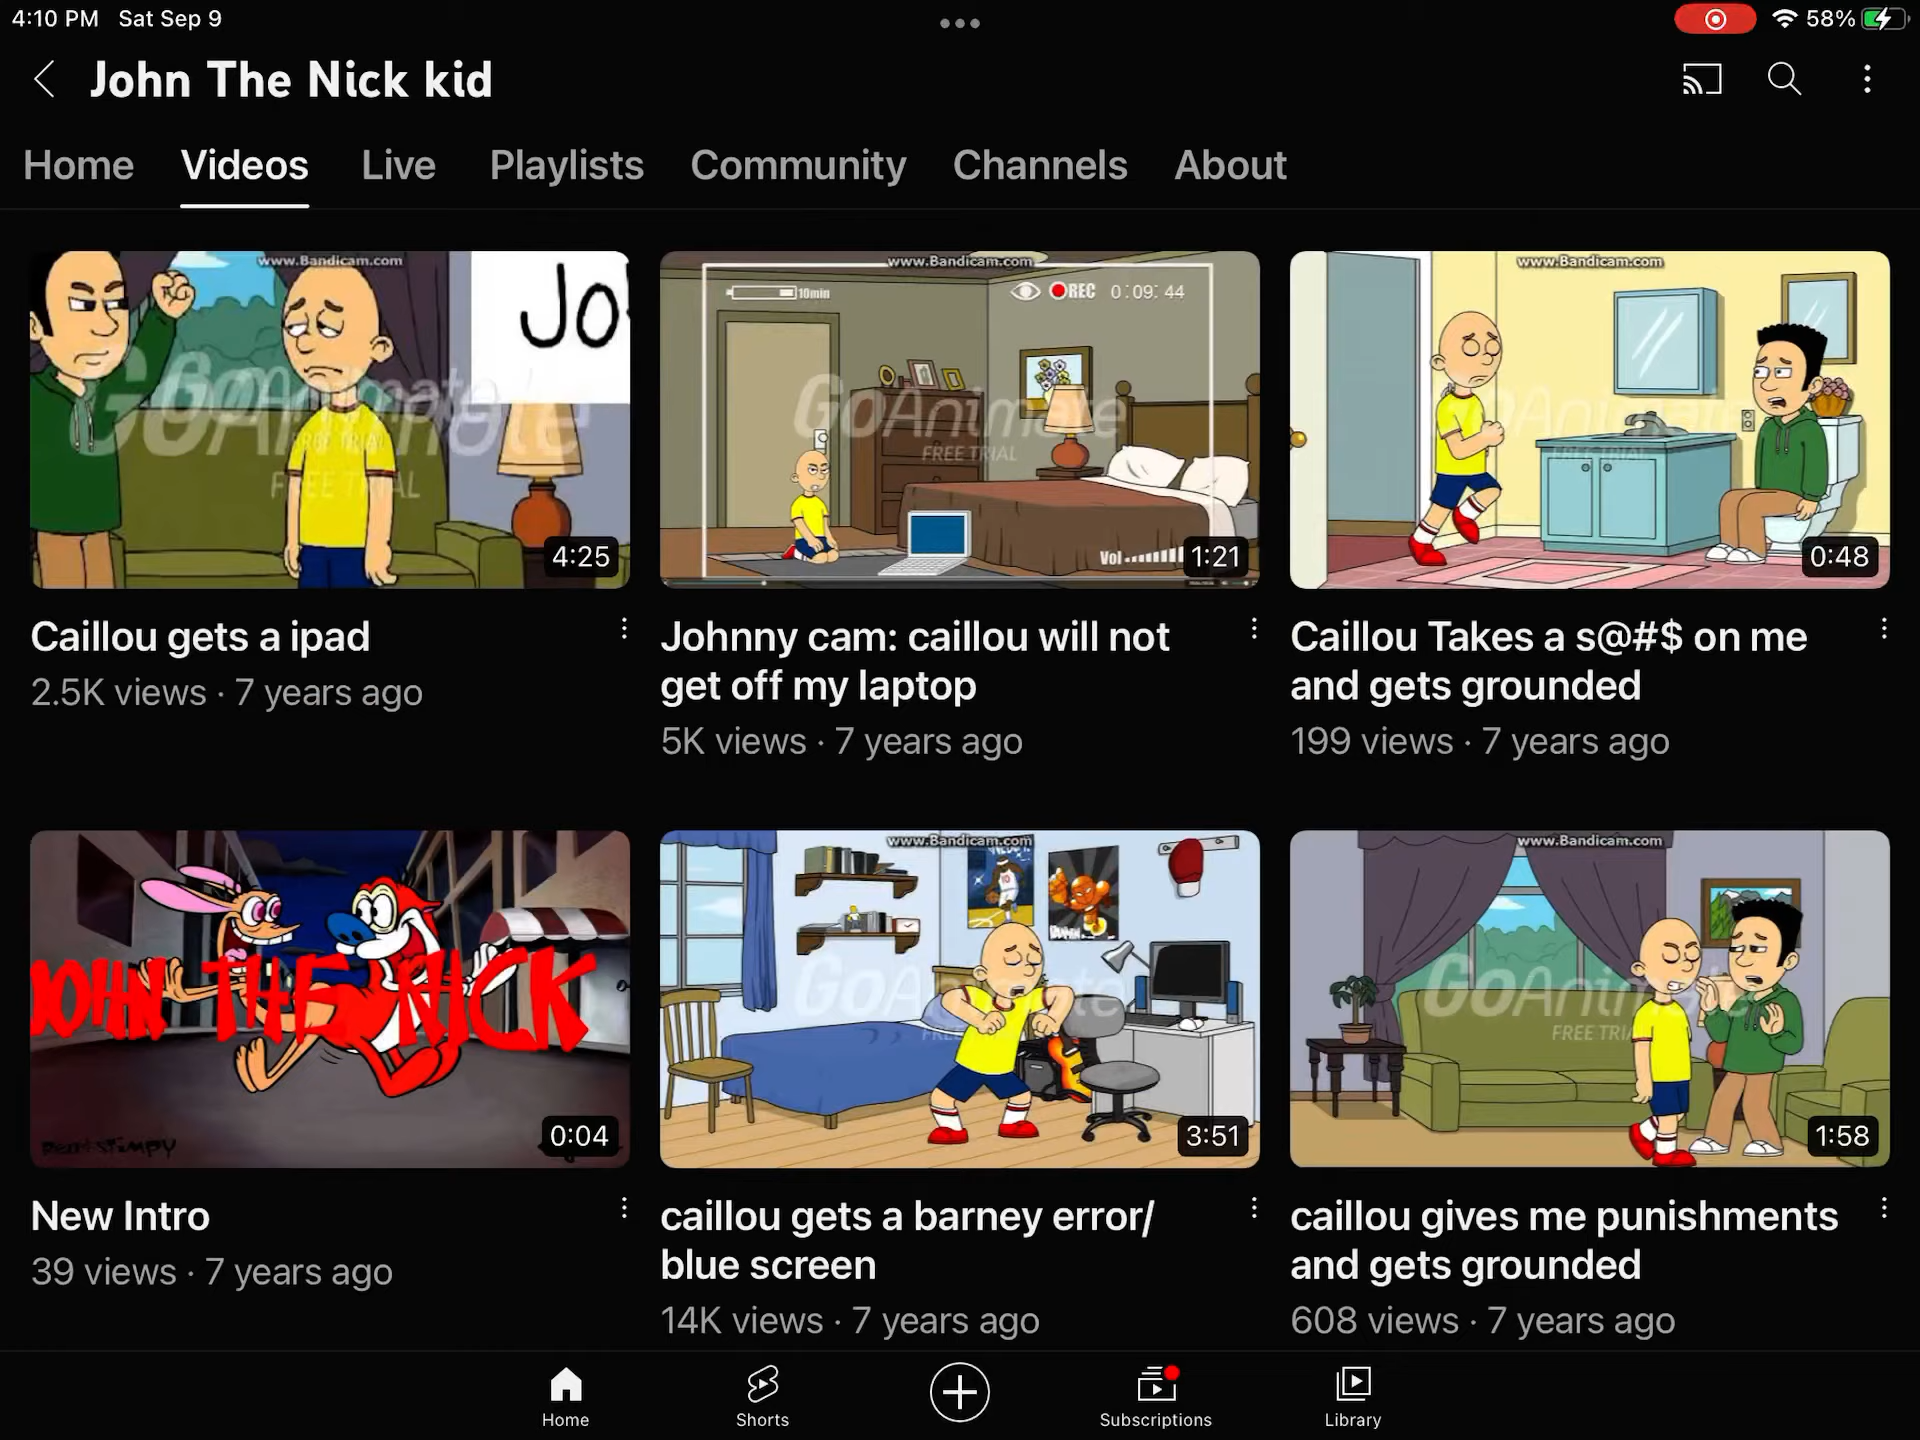 4:10 PM Sat Sep 9
58%
John The Nick kid
Home Videos Live Playlists Community Channels About
www.Bandicam.com
Jo
GoAnimate
FREE TRIAL
4:25
www.Bandicam.com
10min
REC 0:09:44
GoAnimate
FREE TRIAL
Vol
1:21
www.Bandicam.com
GoAnimate
0:48
Caillou gets a ipad
2.5K views · 7 years ago
Johnny cam: caillou will not
get off my laptop
5K views · 7 years ago
Caillou Takes a s@#$ on me
and gets grounded
199 views · 7 years ago
JOHN THE NICK
0:04
www.Bandicam.com
GoAnimate
3:51
www.Bandicam.com
GoAnimate
FREE TRIA
1:58
New Intro
39 views · 7 years ago
caillou gets a barney error/
blue screen
14K views · 7 years ago
caillou gives me punishments
and gets grounded
608 views · 7 years ago
Home
Shorts
Subscriptions
Library